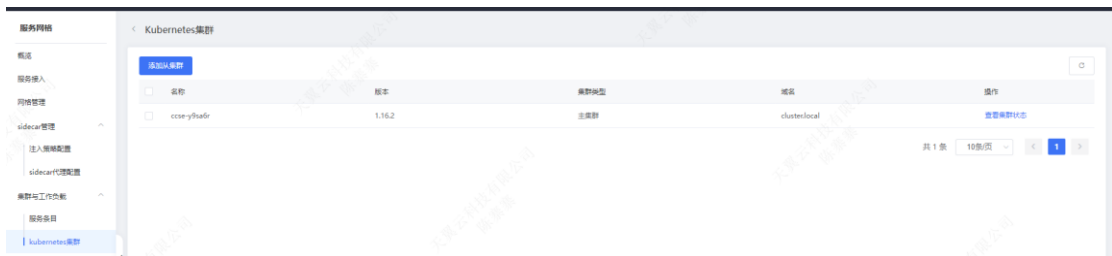 服务网格
概览
服务接入
网格管理
sidecar管理
注入策略配置
sidecar代理配置
集群与工作负载
服务条目
kubernetes集群
< Kubernetes集群
添加从集群
名称 版本 集群类型 域名 操作
ccse-y9sa6r 1.16.2 主集群 cluster.local 查看集群状态
共 1 条 10条/页 < 1 >